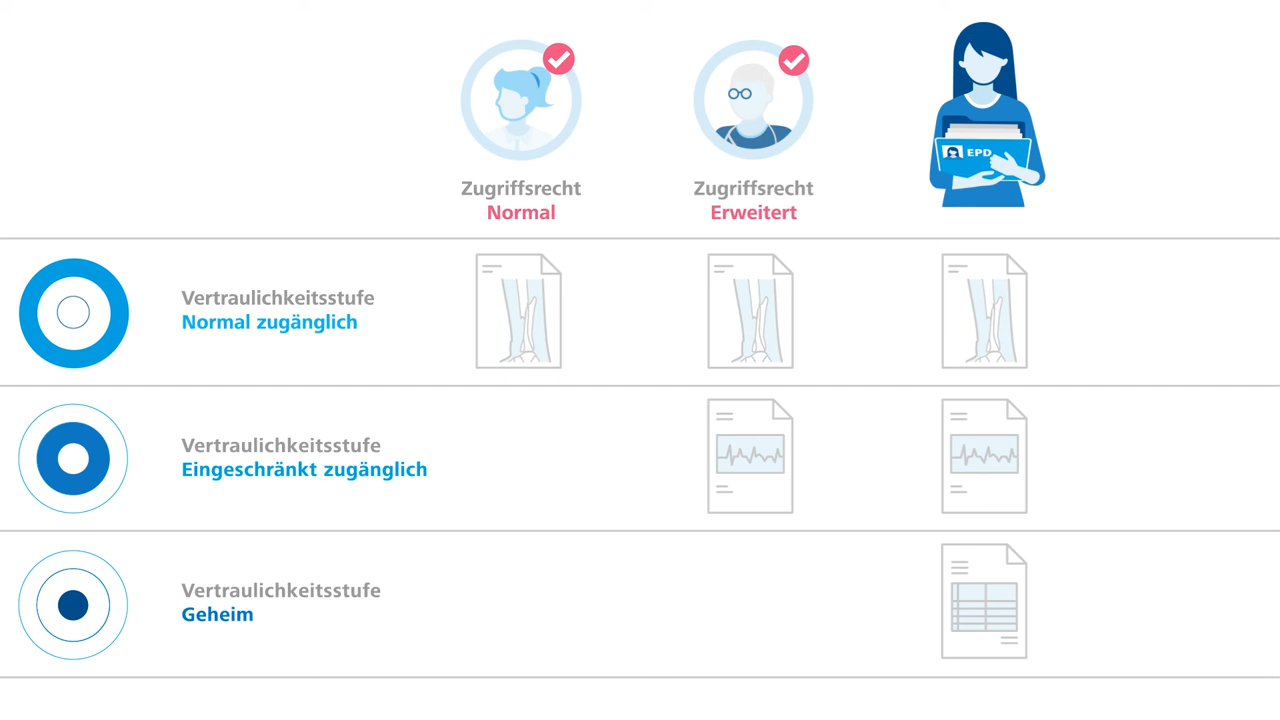 EPD
Zugriffsrecht
Normal
Zugriffsrecht
Erweitert
Vertraulichkeitsstufe
Normal zugänglich
Vertraulichkeitsstufe
Eingeschränkt zugänglich
Vertraulichkeitsstufe
Geheim